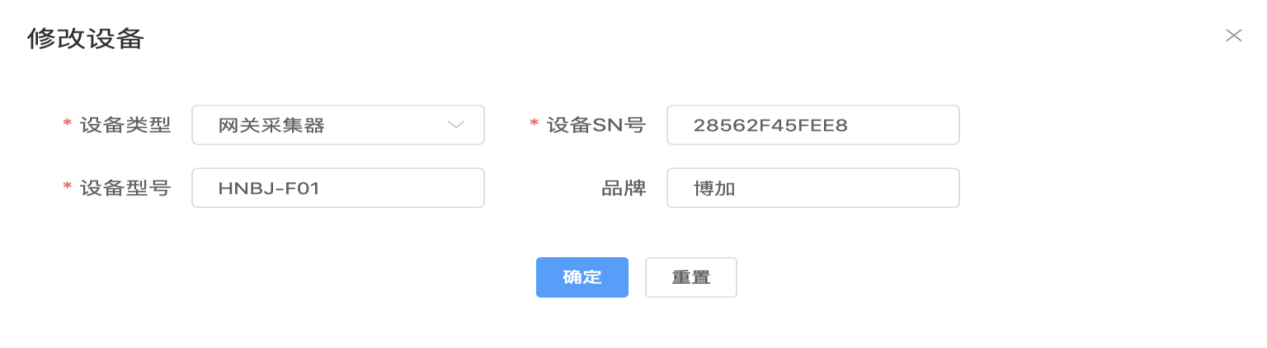 修改设备
* 设备类型 网关采集器 * 设备SN号 28562F45FEE8
* 设备型号 HNBJ-F01 品牌 博加
确定 重置